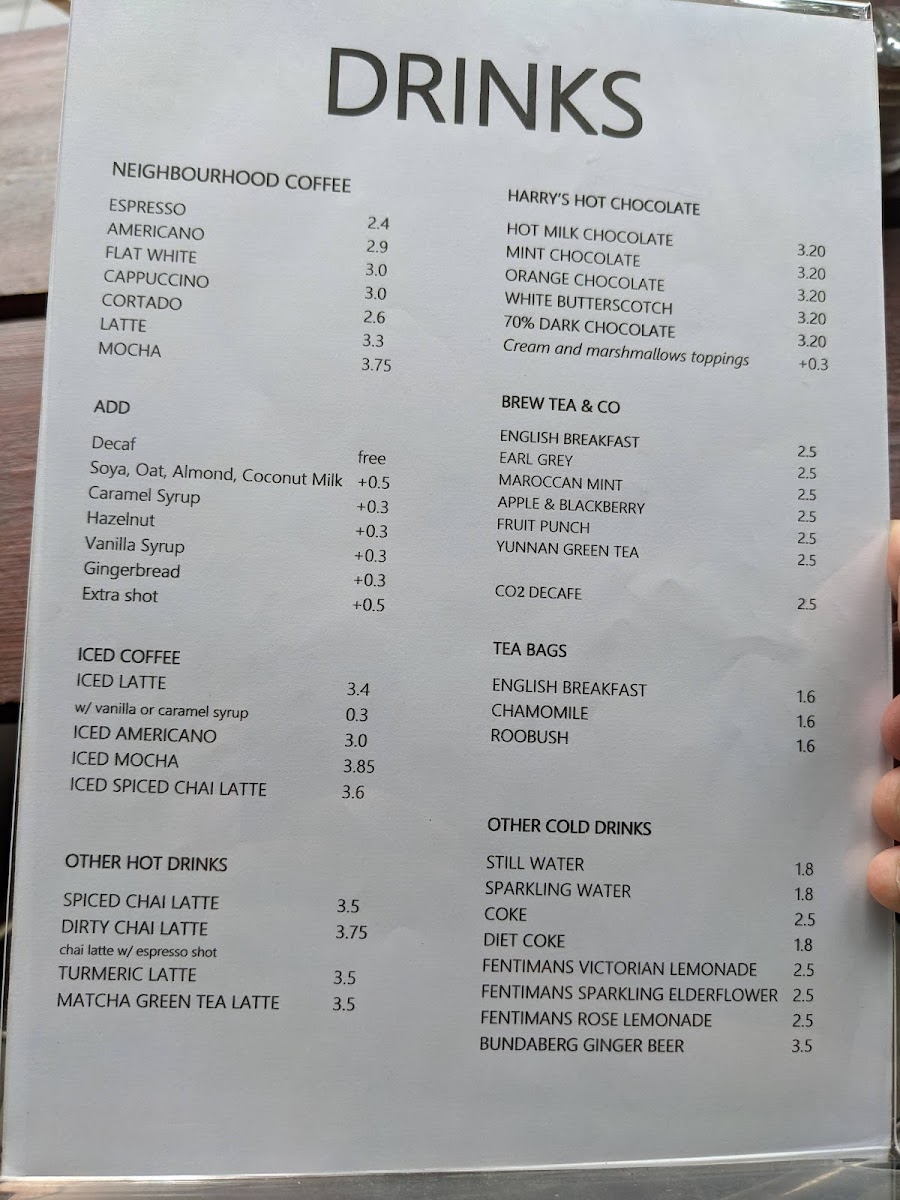 DRINKS
NEIGHBOURHOOD COFFEE
ESPRESSO 2.4
AMERICANO 2.9
FLAT WHITE 3.0
CAPPUCCINO 3.0
CORTADO 2.6
LATTE 3.3
MOCHA 3.75
ADD
Decaf free
Soya, Oat, Almond, Coconut Milk +0.5
Caramel Syrup +0.3
Hazelnut +0.3
Vanilla Syrup +0.3
Gingerbread +0.3
Extra shot +0.5
ICED COFFEE
ICED LATTE 3.4
w/ vanilla or caramel syrup 0.3
ICED AMERICANO 3.0
ICED MOCHA 3.85
ICED SPICED CHAI LATTE 3.6
OTHER HOT DRINKS
SPICED CHAI LATTE 3.5
DIRTY CHAI LATTE 3.75
chai latte w/ espresso shot
TURMERIC LATTE 3.5
MATCHA GREEN TEA LATTE 3.5
HARRY'S HOT CHOCOLATE
HOT MILK CHOCOLATE 3.20
MINT CHOCOLATE 3.20
ORANGE CHOCOLATE 3.20
WHITE BUTTERSCOTCH 3.20
70% DARK CHOCOLATE 3.20
Cream and marshmallows toppings +0.3
BREW TEA & CO
ENGLISH BREAKFAST 2.5
EARL GREY 2.5
MAROCCAN MINT 2.5
APPLE & BLACKBERRY 2.5
FRUIT PUNCH 2.5
YUNNAN GREEN TEA 2.5
CO2 DECAFE 2.5
TEA BAGS
ENGLISH BREAKFAST 1.6
CHAMOMILE 1.6
ROOBUSH 1.6
OTHER COLD DRINKS
STILL WATER 1.8
SPARKLING WATER 1.8
COKE 2.5
DIET COKE 1.8
FENTIMANS VICTORIAN LEMONADE 2.5
FENTIMANS SPARKLING ELDERFLOWER 2.5
FENTIMANS ROSE LEMONADE 2.5
BUNDABERG GINGER BEER 3.5